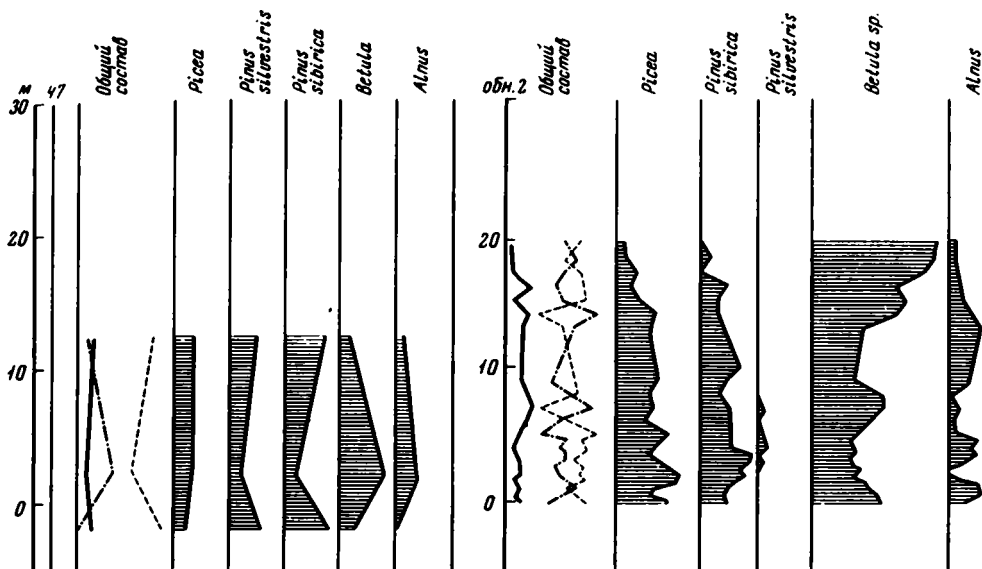 м
47
Общий
состав
Picea
Pinus
silvestris
Pinus
sibirica
Betula
Alnus
30
20
10
0
обн. 2
Общий
состав
Picea
Pinus
sibirica
Pinus
silvestris
Betula sp.
Alnus
20
10
0